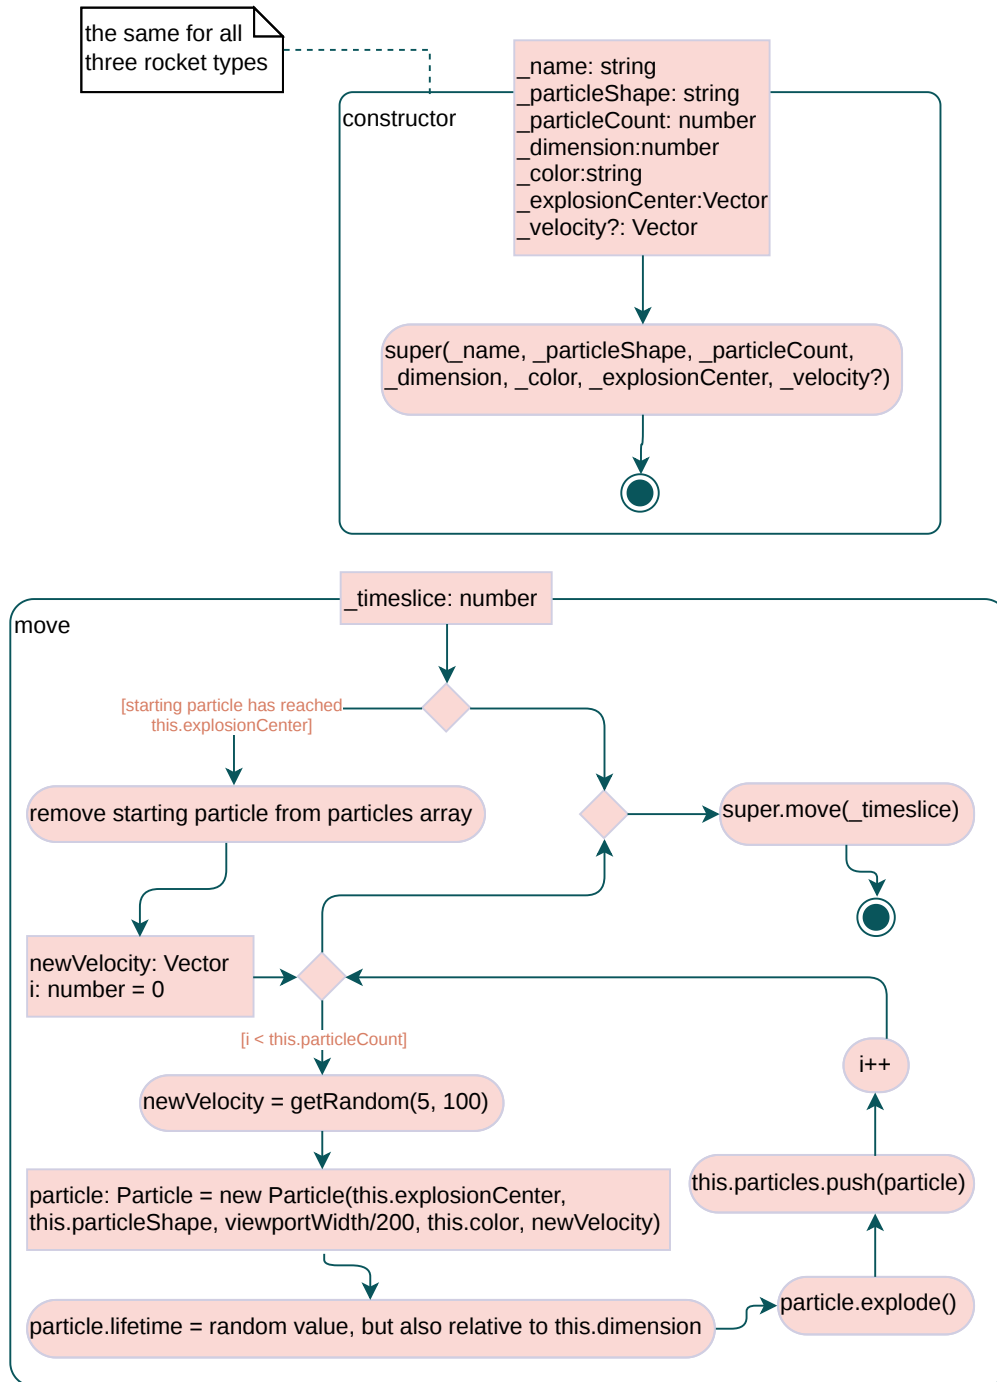 the same for all
three rocket types
constructor
_name: string
_particleShape: string
_particleCount: number
_dimension:number
_color:string
_explosionCenter:Vector
_velocity?: Vector
super(_name, _particleShape, _particleCount,
_dimension, _color, _explosionCenter, _velocity?)
_timeslice: number
move
[starting particle has reached
this.explosionCenter]
remove starting particle from particles array
super.move(_timeslice)
newVelocity: Vector
i: number = 0
[i < this.particleCount]
newVelocity = getRandom(5, 100)
i++
particle: Particle = new Particle(this.explosionCenter,
this.particleShape, viewportWidth/200, this.color, newVelocity)
this.particles.push(particle)
particle.lifetime = random value, but also relative to this.dimension
particle.explode()